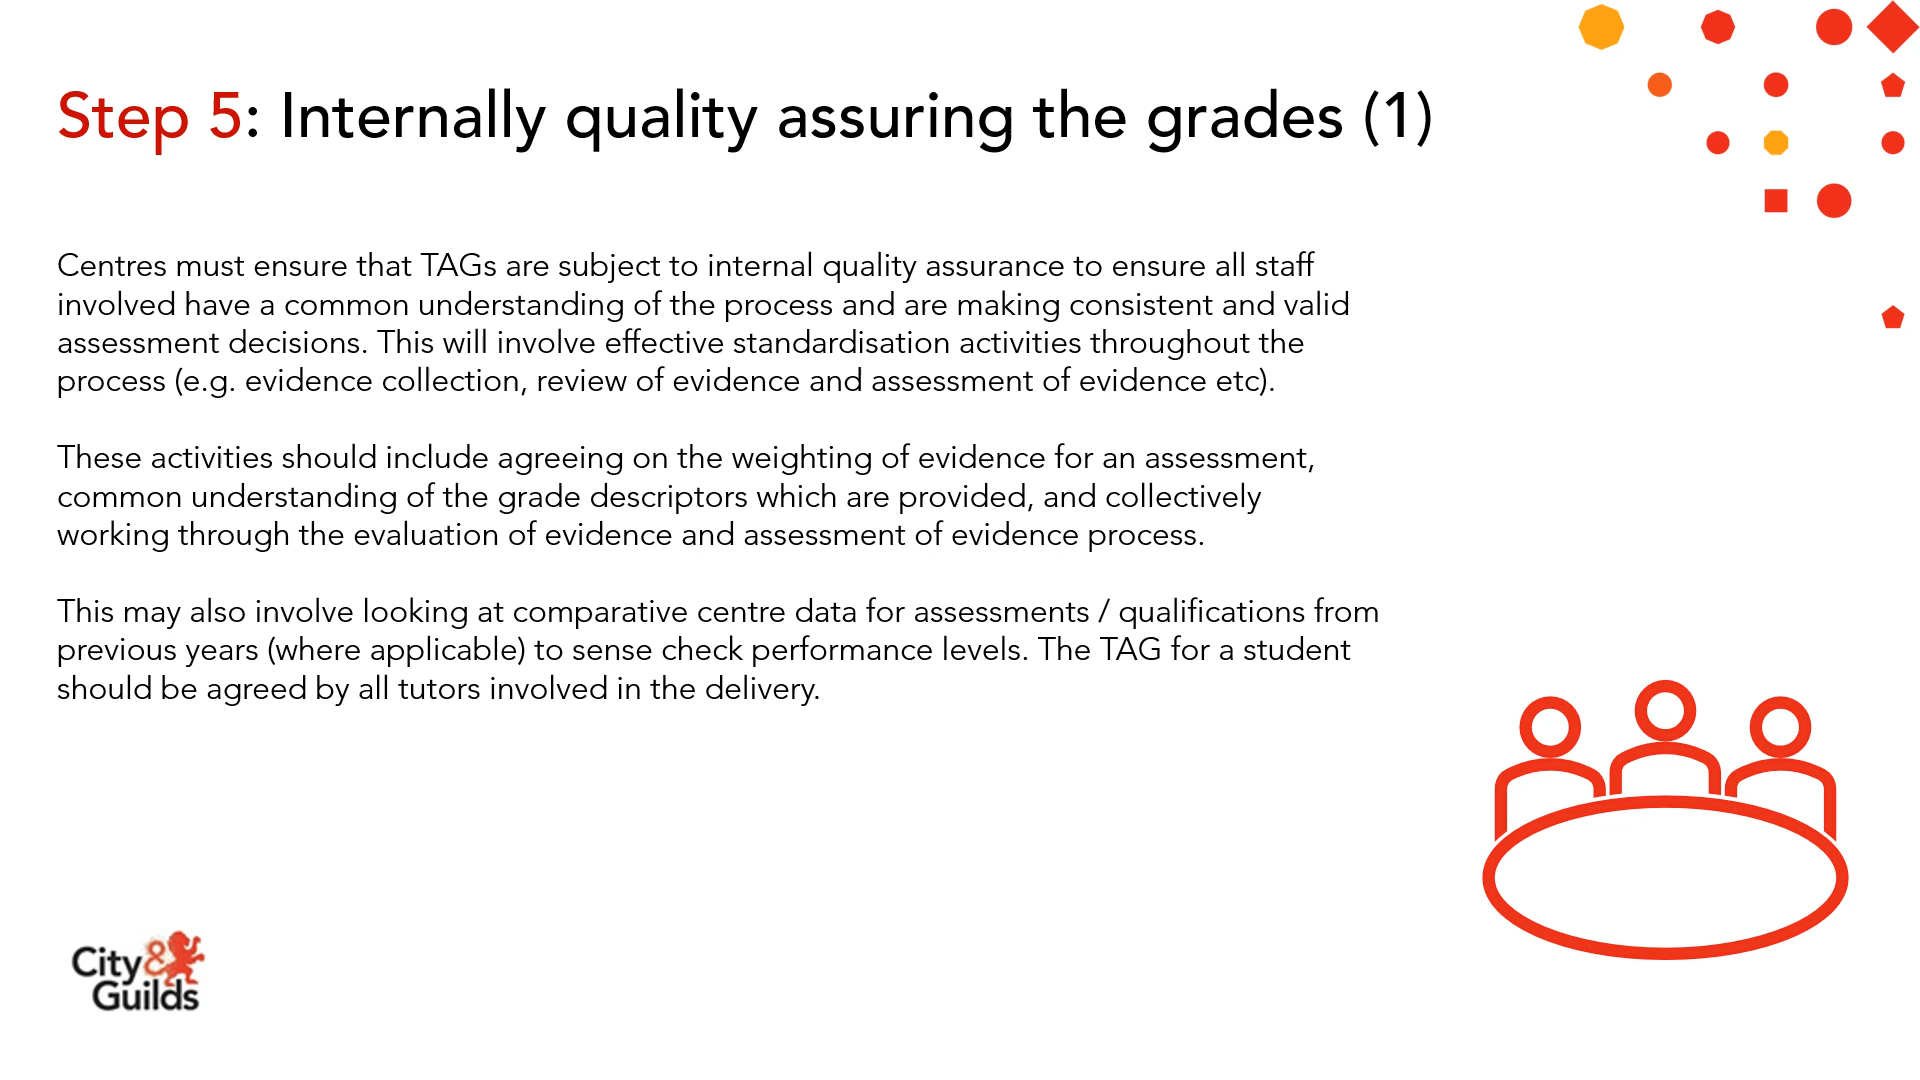 Step 5: Internally quality assuring the grades (1)
Centres must ensure that TAGs are subject to internal quality assurance to ensure all staff
involved have a common understanding of the process and are making consistent and valid
assessment decisions. This will involve effective standardisation activities throughout the
process (e.g. evidence collection, review of evidence and assessment of evidence etc).
These activities should include agreeing on the weighting of evidence for an assessment,
common understanding of the grade descriptors which are provided, and collectively
working through the evaluation of evidence and assessment of evidence process.
This may also involve looking at comparative centre data for assessments / qualifications from
previous years (where applicable) to sense check performance levels. The TAG for a student
should be agreed by all tutors involved in the delivery.
City&
Guilds